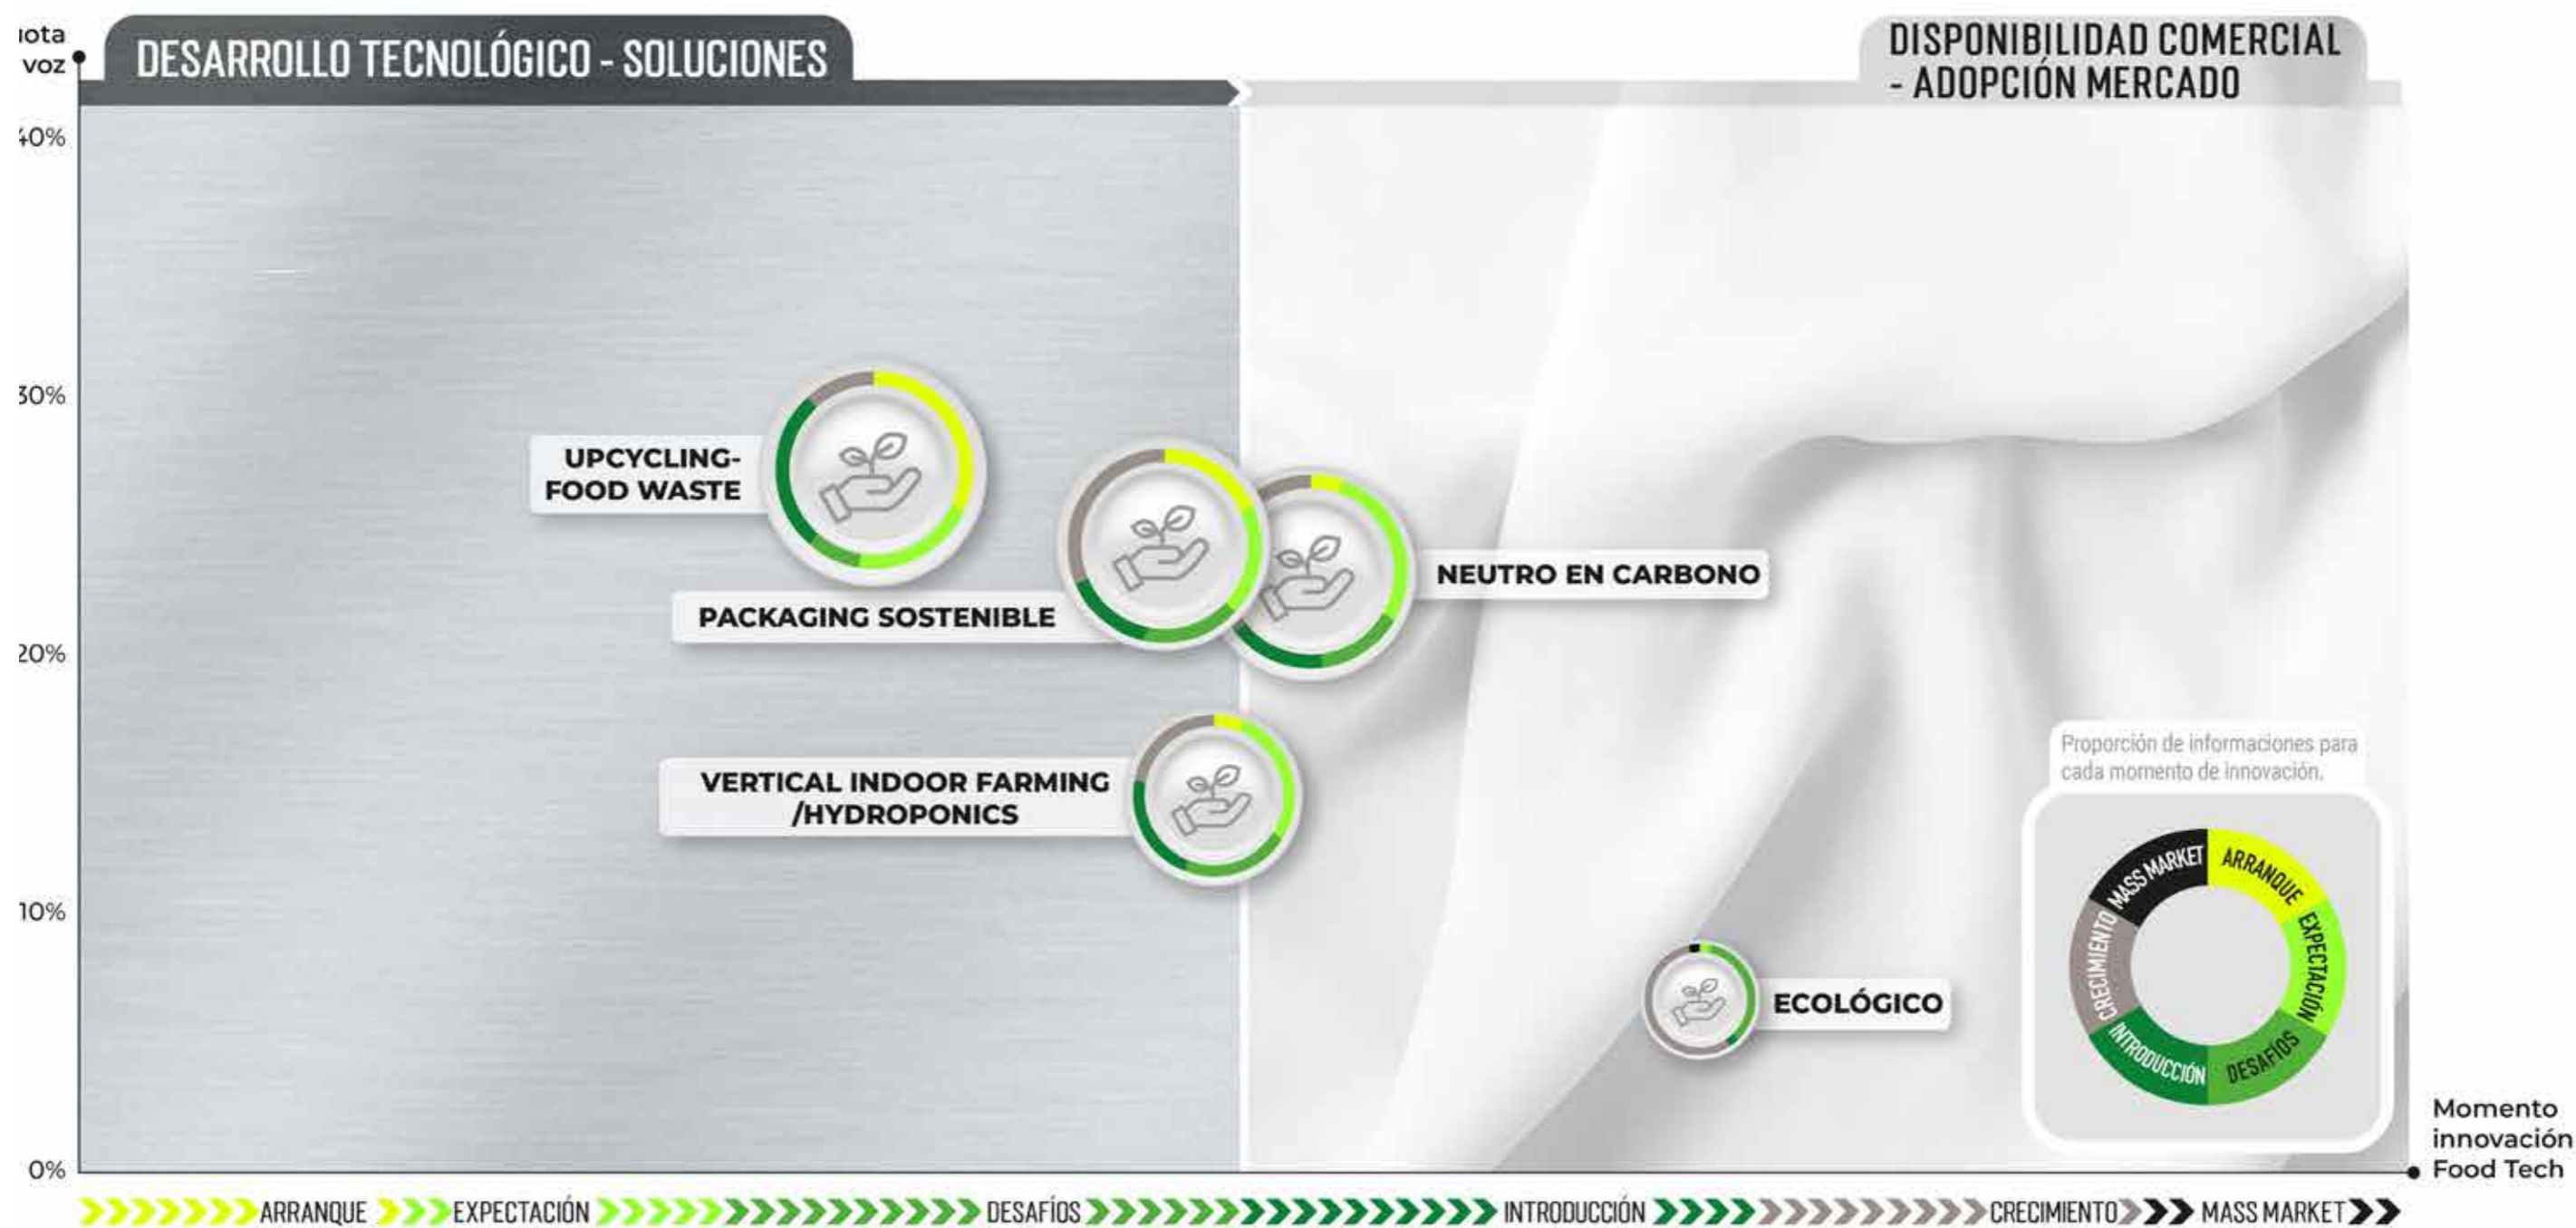 voz
DESARROLLO TECNOLÓGICO - SOLUCIONES
DISPONIBILIDAD COMERCIAL
- ADOPCIÓN MERCADO
40%
30%
20%
10%
0%
UPCYCLING-
FOOD WASTE
PACKAGING SOSTENIBLE
NEUTRO EN CARBONO
VERTICAL INDOOR FARMING
/HYDROPONICS
ECOLÓGICO
Proporción de informaciones para
cada momento de innovación.
MASS MARKET
ARRANQUE
EXPECTACIÓN
DESAFÍOS
INTRODUCCIÓN
CRECIMIENTO
Momento
innovación
Food Tech
ARRANQUE EXPECTACIÓN DESAFÍOS INTRODUCCIÓN CRECIMIENTO MASS MARKET